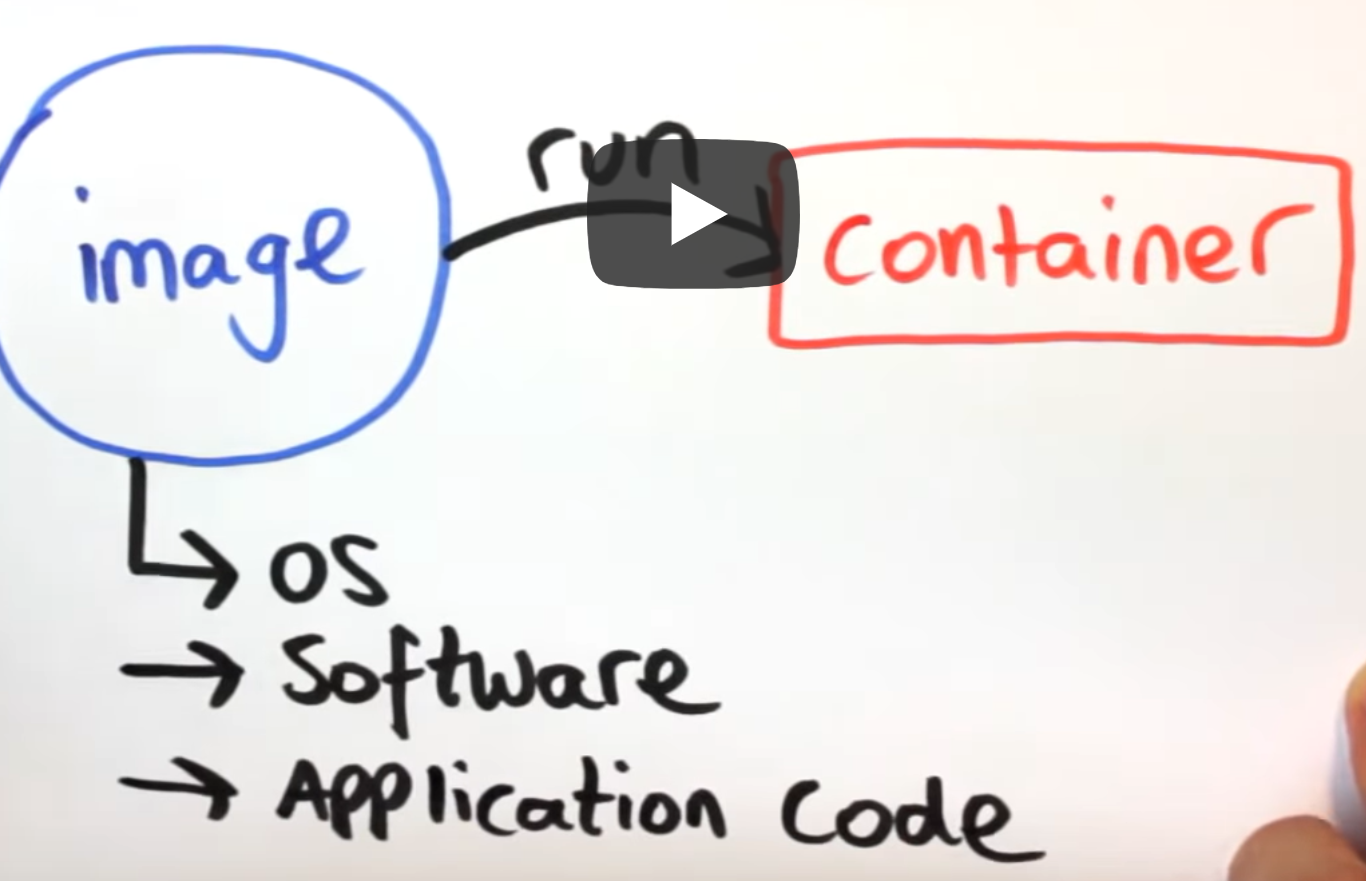 image
run
container
OS
Software
Application Code